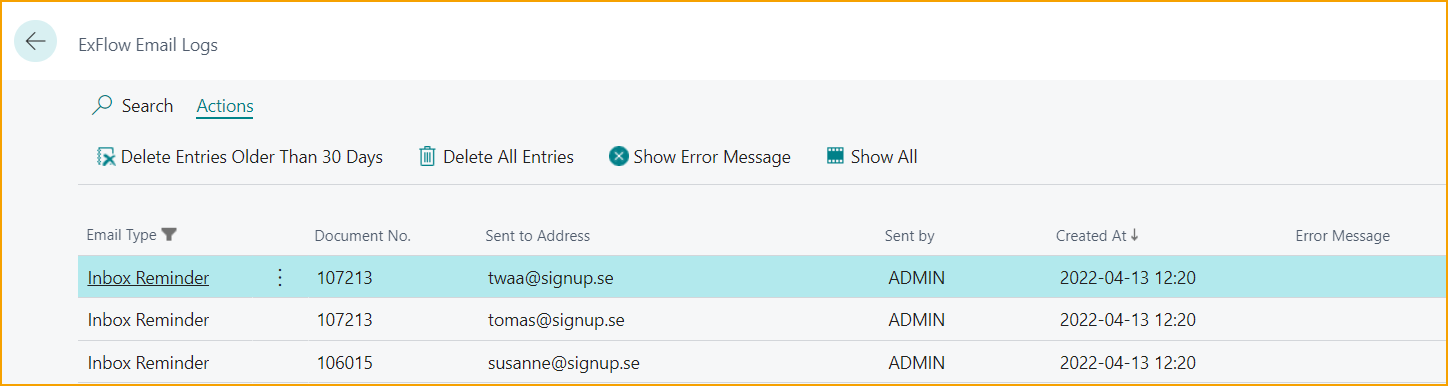 ExFlow Email Logs
Search Actions
Delete Entries Older Than 30 Days Delete All Entries Show Error Message Show All
Email Type Document No. Sent to Address Sent by Created At Error Message
Inbox Reminder 107213 twaa@signup.se ADMIN 2022-04-13 12:20
Inbox Reminder 107213 tomas@signup.se ADMIN 2022-04-13 12:20
Inbox Reminder 106015 susanne@signup.se ADMIN 2022-04-13 12:20